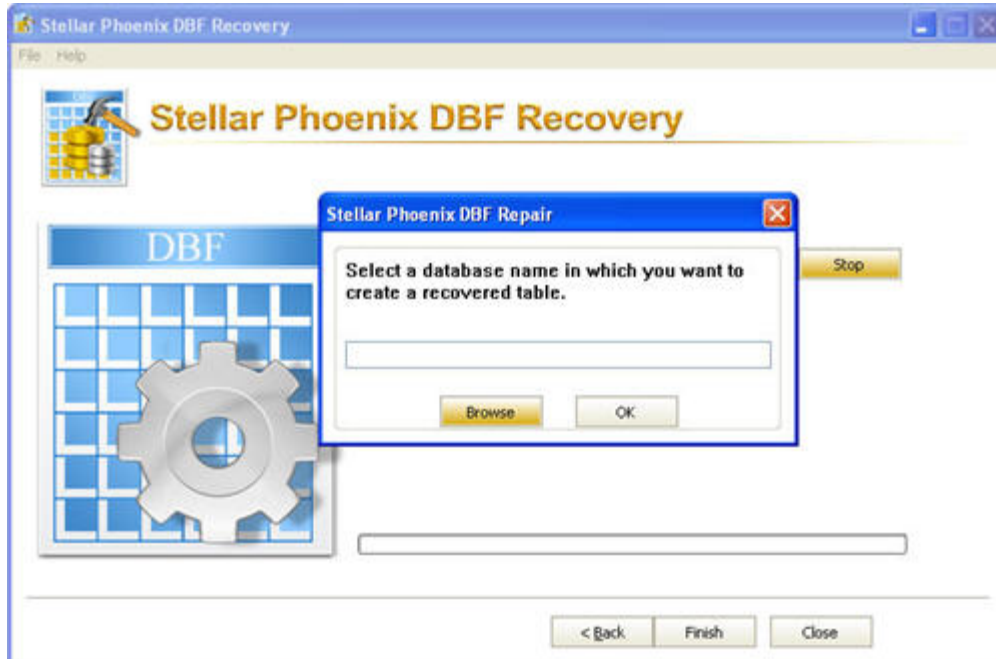 Stellar Phoenix DBF Recovery
File Help
Stellar Phoenix DBF Recovery
Stellar Phoenix DBF Repair
DBF
Select a database name in which you want to
create a recovered table.
Stop
Browse OK
< Back Finish Close